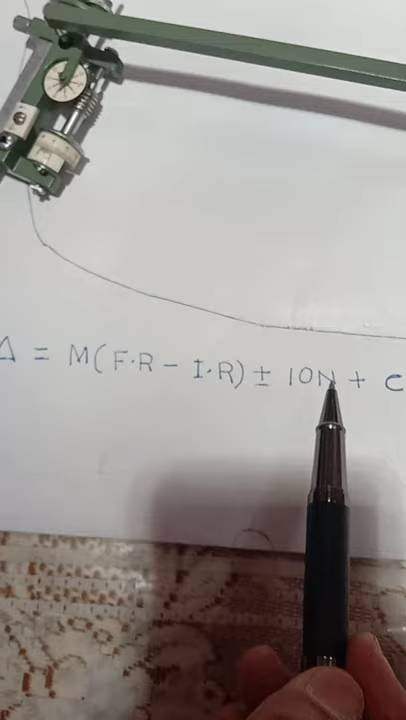 Δ = M(F.R - I.R) ± 10N + C